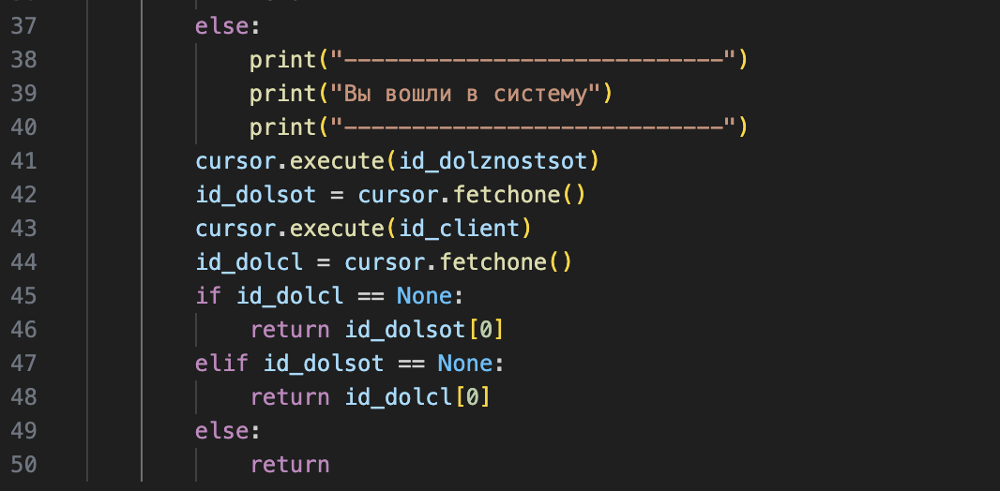 37 else:
38 print("----------------------------")
39 print("Вы вошли в систему")
40 print("----------------------------")
41 cursor.execute(id_dolznostsot)
42 id_dolsot = cursor.fetchone()
43 cursor.execute(id_client)
44 id_dolcl = cursor.fetchone()
45 if id_dolcl == None:
46 return id_dolsot[0]
47 elif id_dolsot == None:
48 return id_dolcl[0]
49 else:
50 return